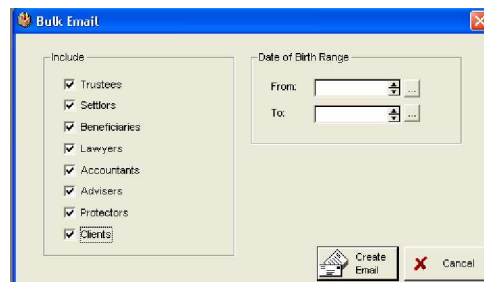 Bulk Email
Include
Trustees
Settlors
Beneficiaries
Lawyers
Accountants
Advisers
Protectors
Clients
Date of Birth Range
From:
...
To:
...
Create
Email
Cancel